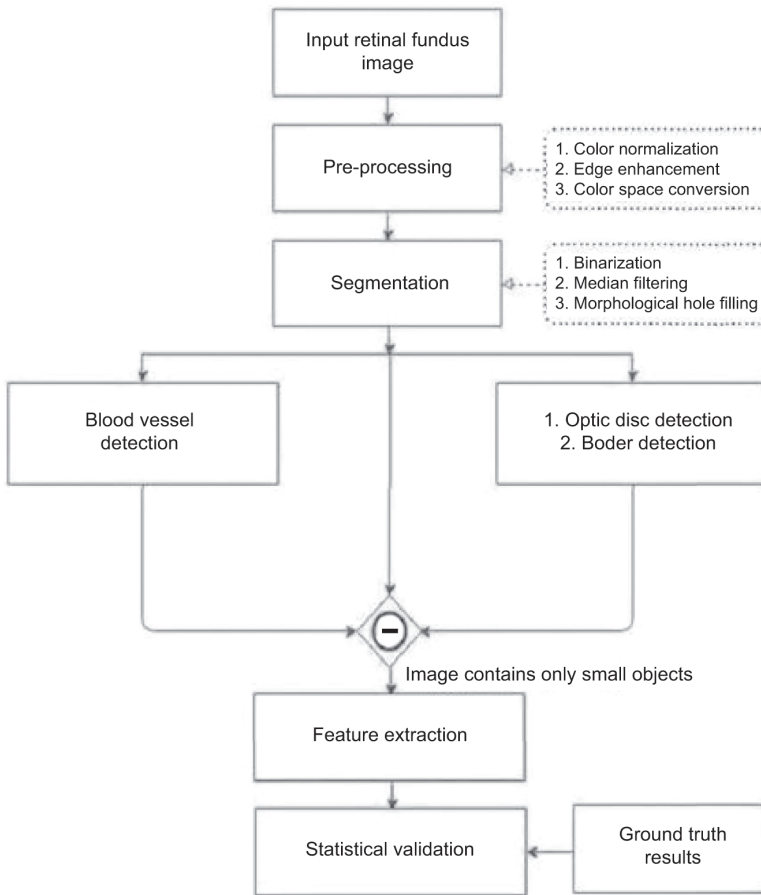 Input retinal fundus
image
Pre-processing
1. Color normalization
2. Edge enhancement
3. Color space conversion
Segmentation
1. Binarization
2. Median filtering
3. Morphological hole filling
Blood vessel
detection
1. Optic disc detection
2. Boder detection
Image contains only small objects
Feature extraction
Statistical validation
Ground truth
results